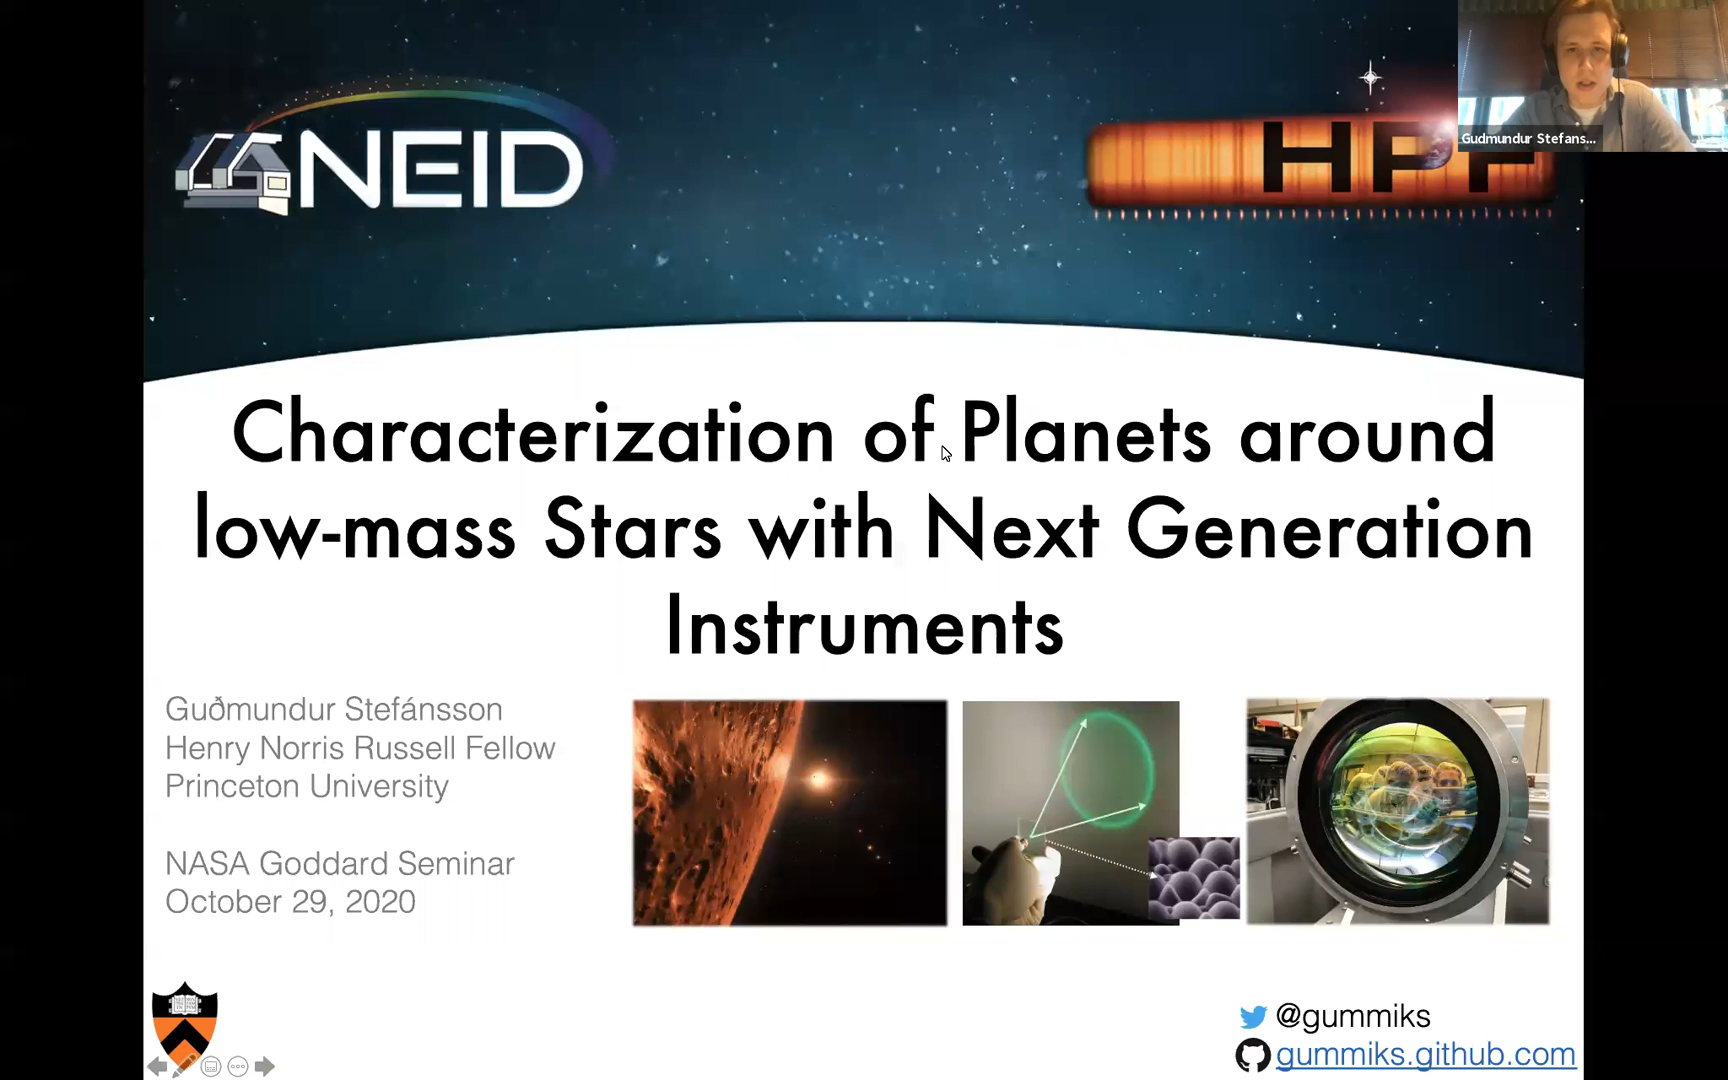 NEID
HPF
Gudmundur Stefans...
Characterization of Planets around
low-mass Stars with Next Generation
Instruments
Guðmundur Stefánsson
Henry Norris Russell Fellow
Princeton University
NASA Goddard Seminar
October 29, 2020
@gummiks
gummiks.github.com